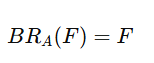 BR_A(F) = F